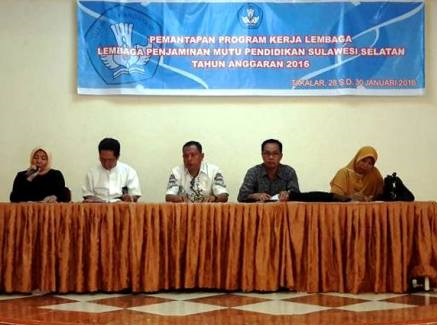 PEMANTAPAN PROGRAM KERJA LEMBAGA
LEMBAGA PENJAMINAN MUTU PENDIDIKAN SULAWESI SELATAN
TAHUN ANGGARAN 2016
TAKALAR, 28 S.D. 30 JANUARI 2016